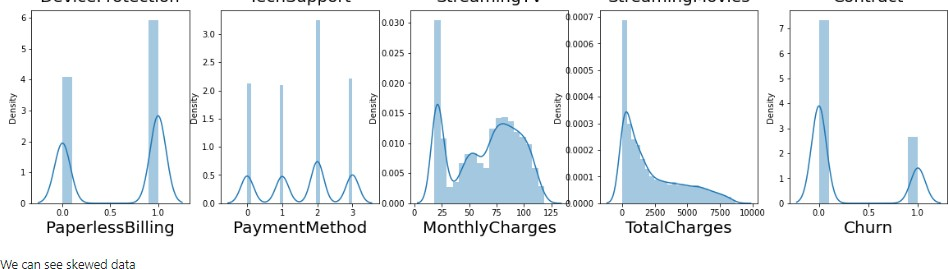 DeviceProtection TechSupport StreamingTV StreamingMovies Contract
6 5 4 3 2 1 0
Density
0.0 0.5 1.0
PaperlessBilling
3.0 2.5 2.0 1.5 1.0 0.5 0.0
Density
0 1 2 3
PaymentMethod
0.030 0.025 0.020 0.015 0.010 0.005 0.000
Density
0 25 50 75 100 125
MonthlyCharges
0.0007 0.0006 0.0005 0.0004 0.0003 0.0002 0.0001 0.0000
Density
0 2500 5000 7500 10000
TotalCharges
7 6 5 4 3 2 1 0
Density
0.0 0.5 1.0
Churn
We can see skewed data